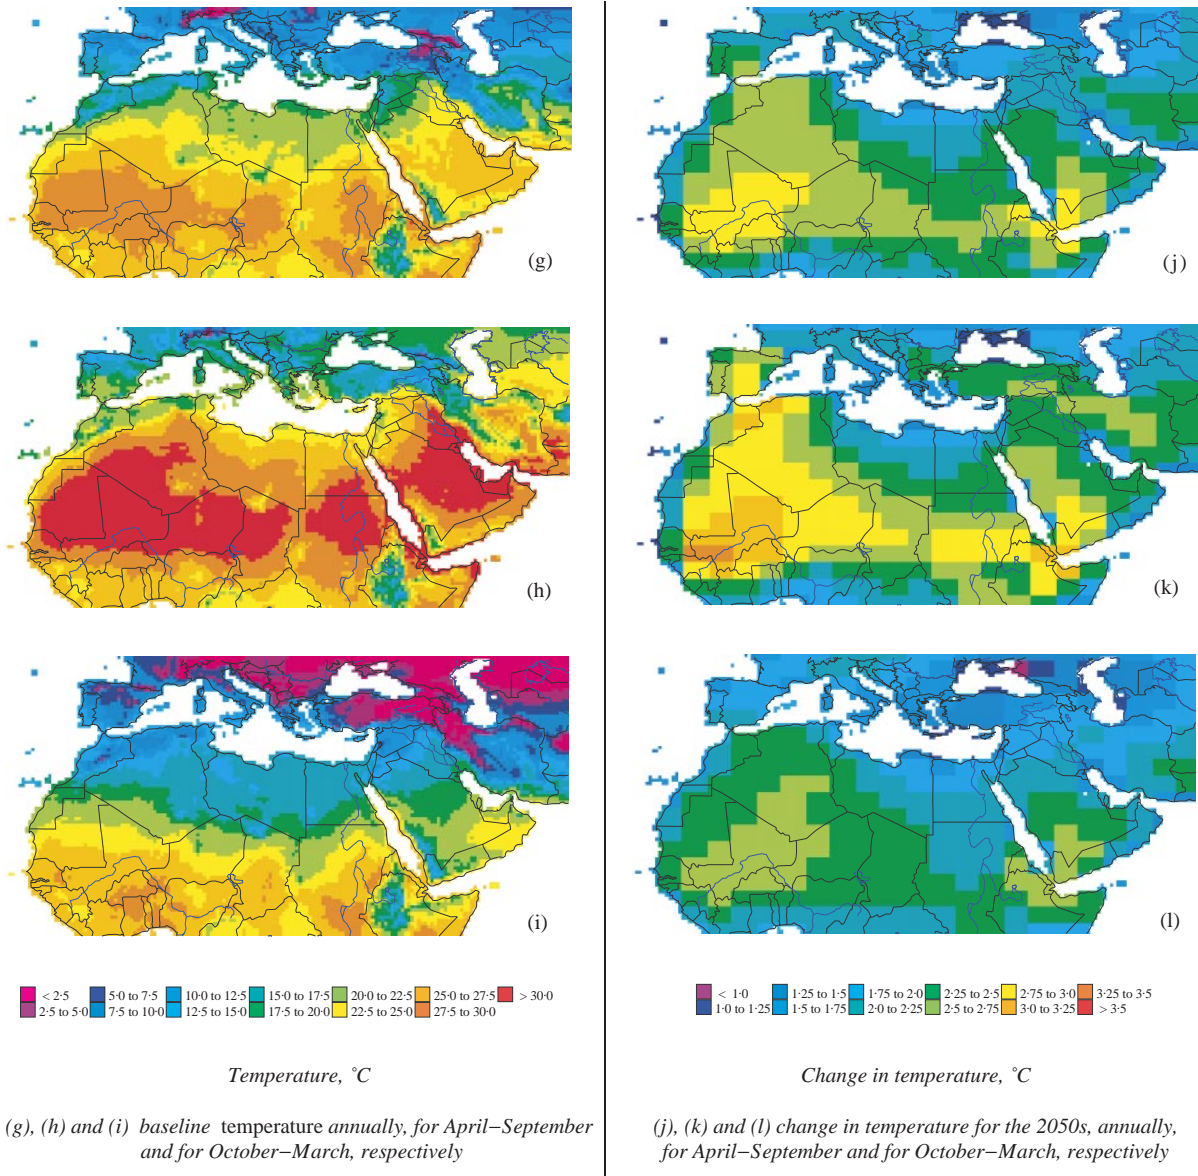 (g)
(h)
(i)
< 2·5 5·0 to 7·5 10·0 to 12·5 15·0 to 17·5 20·0 to 22·5 25·0 to 27·5 > 30·0
2·5 to 5·0 7·5 to 10·0 12·5 to 15·0 17·5 to 20·0 22·5 to 25·0 27·5 to 30·0
Temperature, ˚C
(g), (h) and (i) baseline temperature annually, for April−September
and for October−March, respectively
(j)
(k)
(l)
< 1·0 1·25 to 1·5 1·75 to 2·0 2·25 to 2·5 2·75 to 3·0 3·25 to 3·5
1·0 to 1·25 1·5 to 1·75 2·0 to 2·25 2·5 to 2·75 3·0 to 3·25 > 3·5
Change in temperature, ˚C
(j), (k) and (l) change in temperature for the 2050s, annually,
for April−September and for October−March, respectively